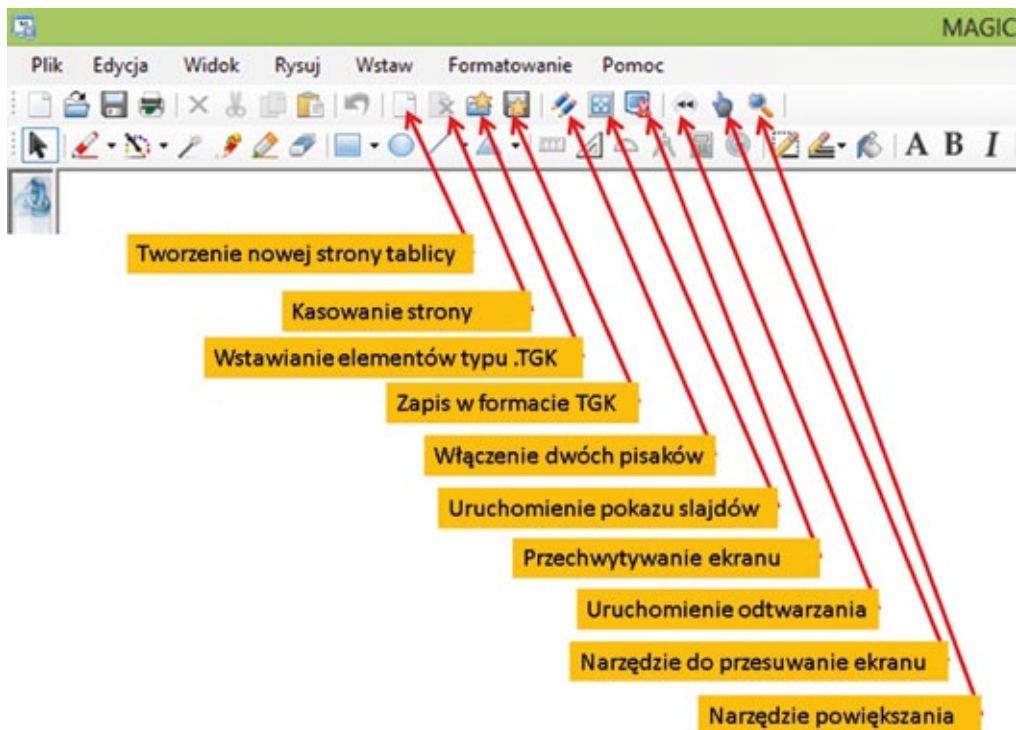 MAGIC
Plik Edycja Widok Rysuj Wstaw Formatowanie Pomoc
A B I
Tworzenie nowej strony tablicy
Kasowanie strony
Wstawianie elementów typu .TGK
Zapis w formacie TGK
Włączenie dwóch pisaków
Uruchomienie pokazu slajdów
Przechwytywanie ekranu
Uruchomienie odtwarzania
Narzędzie do przesuwanie ekranu
Narzędzie powiększania